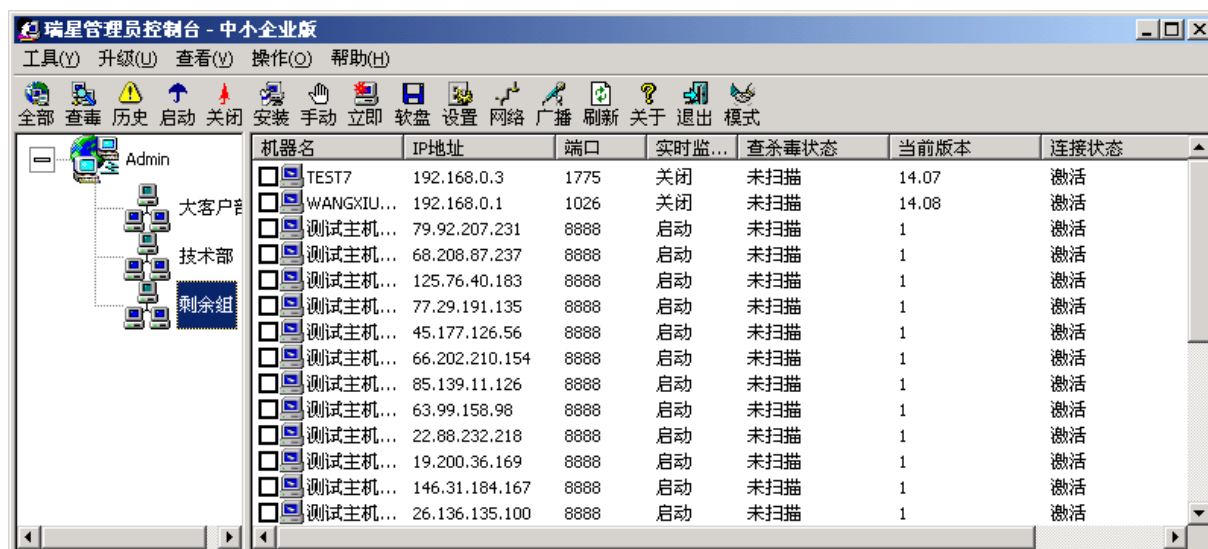 瑞星管理员控制台 - 中小企业版
工具(Y) 升级(U) 查看(V) 操作(O) 帮助(H)
全部 查毒 历史 启动 关闭 安装 手动 立即 软盘 设置 网络 广播 刷新 关于 退出 模式
Admin
大客户部
技术部
剩余组
机器名 IP地址 端口 实时监... 查杀毒状态 当前版本 连接状态
TEST7 192.168.0.3 1775 关闭 未扫描 14.07 激活
WANGXIU... 192.168.0.1 1026 关闭 未扫描 14.08 激活
测试主机... 79.92.207.231 8888 启动 未扫描 1 激活
测试主机... 68.208.87.237 8888 启动 未扫描 1 激活
测试主机... 125.76.40.183 8888 启动 未扫描 1 激活
测试主机... 77.29.191.135 8888 启动 未扫描 1 激活
测试主机... 45.177.126.56 8888 启动 未扫描 1 激活
测试主机... 66.202.210.154 8888 启动 未扫描 1 激活
测试主机... 85.139.11.126 8888 启动 未扫描 1 激活
测试主机... 63.99.158.98 8888 启动 未扫描 1 激活
测试主机... 22.88.232.218 8888 启动 未扫描 1 激活
测试主机... 19.200.36.169 8888 启动 未扫描 1 激活
测试主机... 146.31.184.167 8888 启动 未扫描 1 激活
测试主机... 26.136.135.100 8888 启动 未扫描 1 激活